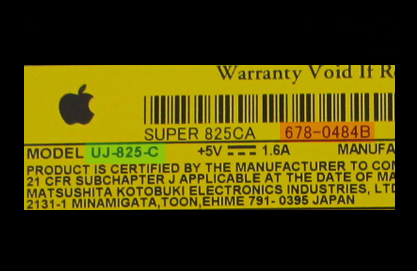 Warranty Void If Re
SUPER 825CA 678-0484B
MODEL UJ-825-C +5V 1.6A MANUFA
PRODUCT IS CERTIFIED BY THE MANUFACTURER TO COM
21 CFR SUBCHAPTER J APPLICABLE AT THE DATE OF MA
MATSUSHITA KOTOBUKI ELECTRONICS INDUSTRIES, LTD
2131-1 MINAMIGATA,TOON,EHIME 791- 0395 JAPAN